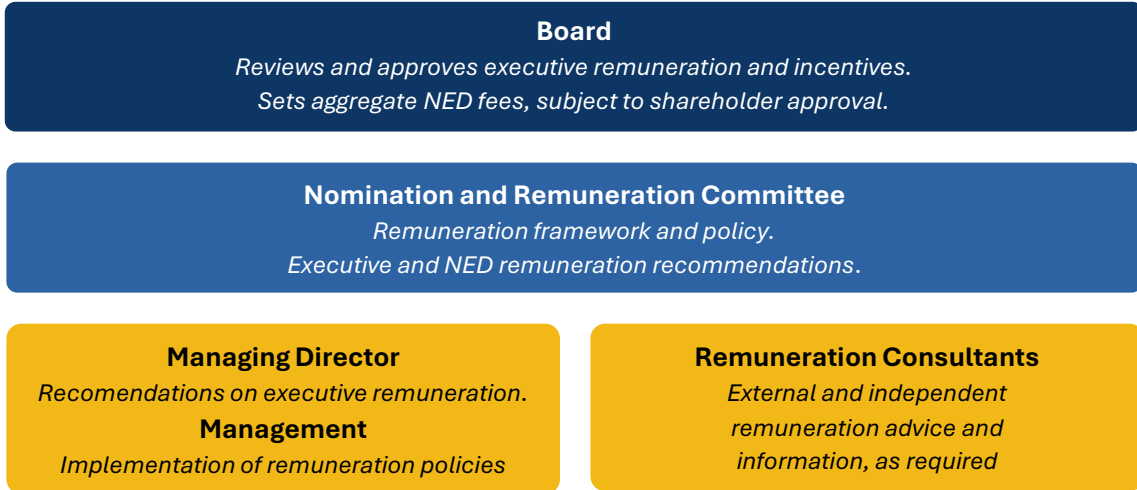 Board
Reviews and approves executive remuneration and incentives.
Sets aggregate NED fees, subject to shareholder approval.
Nomination and Remuneration Committee
Remuneration framework and policy.
Executive and NED remuneration recommendations.
Managing Director
Recomendations on executive remuneration.
Management
Implementation of remuneration policies
Remuneration Consultants
External and independent
remuneration advice and
information, as required